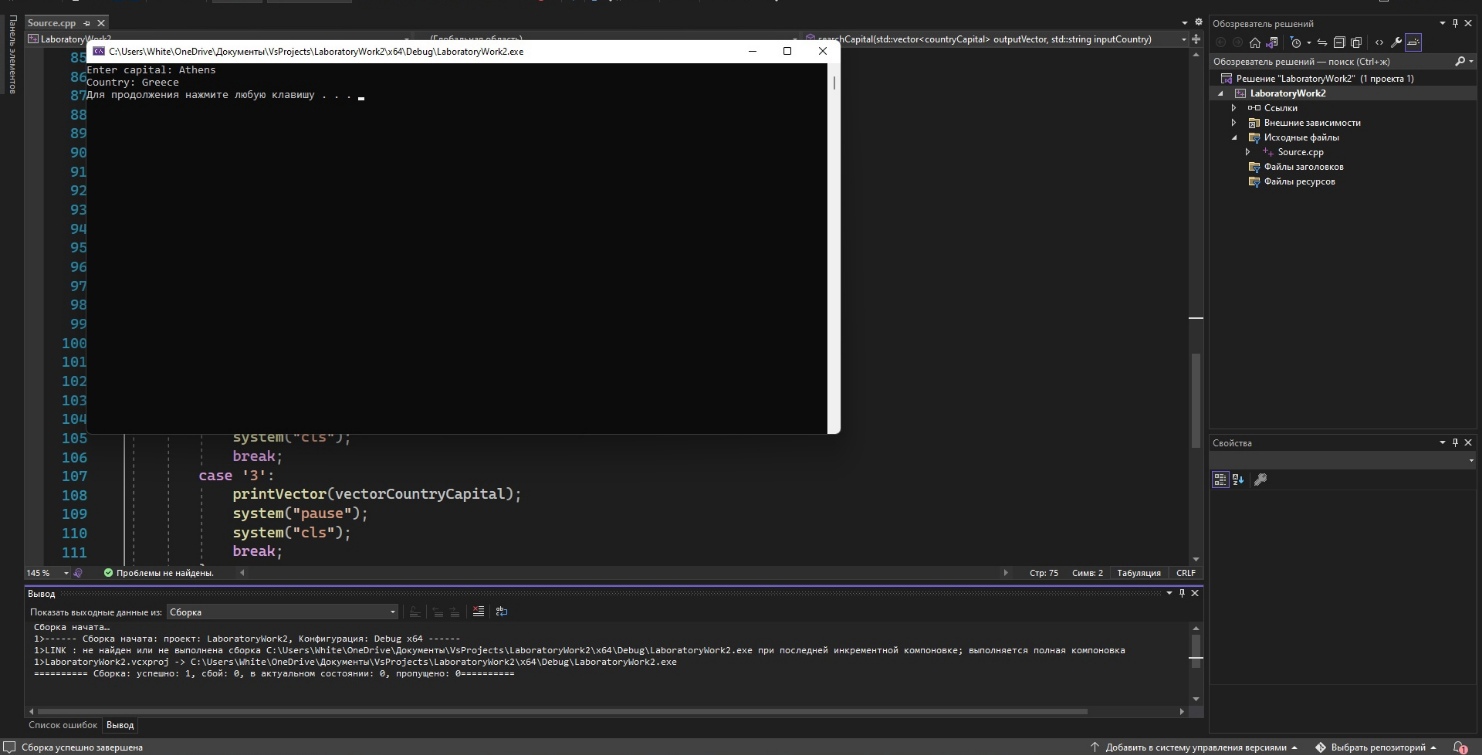 Панель элементов
Source.cpp
C:\Users\White\OneDrive\Документы\VsProjects\LaboratoryWork2\x64\Debug\LaboratoryWork2.exe
searchCapital(std::vector<countryCapital> outputVector, std::string inputCountry)
Enter capital: Athens
Country: Greece
Для продолжения нажмите любую клавишу . . .
85
86
87
88
89
90
91
92
93
94
95
96
97
98
99
100
101
102
103
104
105 system("cls");
106 break;
107 case '3':
108 printVector(vectorCountryCapital);
109 system("pause");
110 system("cls");
111 break;
145 %
Проблемы не найдены.
Стр: 75 Симв: 2 Табуляция CRLF
Вывод
Показать выходные данные из: Сборка
Сборка начата…
1>------ Сборка начата: проект: LaboratoryWork2, Конфигурация: Debug x64 ------
1>LINK : не найден или не выполнена сборка C:\Users\White\OneDrive\Документы\VsProjects\LaboratoryWork2\x64\Debug\LaboratoryWork2.exe при последней инкрементной компоновке; выполняется полная компоновка
1>LaboratoryWork2.vcxproj -> C:\Users\White\OneDrive\Документы\VsProjects\LaboratoryWork2\x64\Debug\LaboratoryWork2.exe
========== Сборка: успешно: 1, сбой: 0, в актуальном состоянии: 0, пропущено: 0==========
Список ошибок Вывод
Обозреватель решений
Обозреватель решений — поиск (Ctrl+ж)
Решение "LaboratoryWork2" (1 проекта 1)
LaboratoryWork2
Ссылки
Внешние зависимости
Исходные файлы
Source.cpp
Файлы заголовков
Файлы ресурсов
Свойства
Сборка успешно завершена
Добавить в систему управления версиями
Выбрать репозиторий